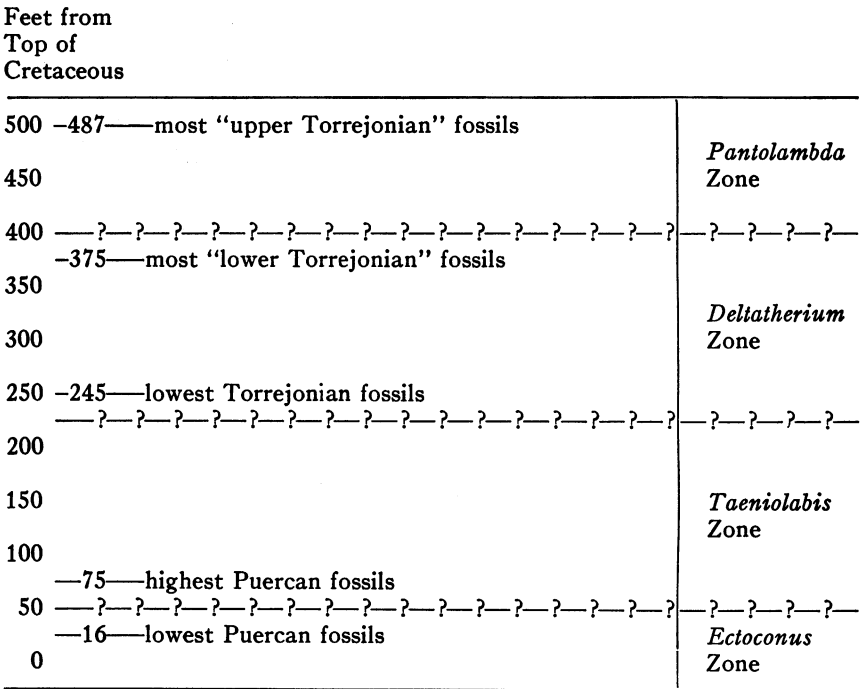 Feet from
Top of
Cretaceous
500 –487——most “upper Torrejonian” fossils
Pantolambda
450 Zone
400 ——?—?—?—?—?—?—?—?—?—?—?—?—?—?—?—?—?—?—?—
–375——most “lower Torrejonian” fossils
350
Deltatherium
300 Zone
250 –245——lowest Torrejonian fossils
——?—?—?—?—?—?—?—?—?—?—?—?—?—?—?—?—?—?—?—
200
150 Taeniolabis
Zone
100
—75——highest Puercan fossils
50 ——?—?—?—?—?—?—?—?—?—?—?—?—?—?—?—?—?—?—?—
—16——lowest Puercan fossils Ectoconus
0 Zone